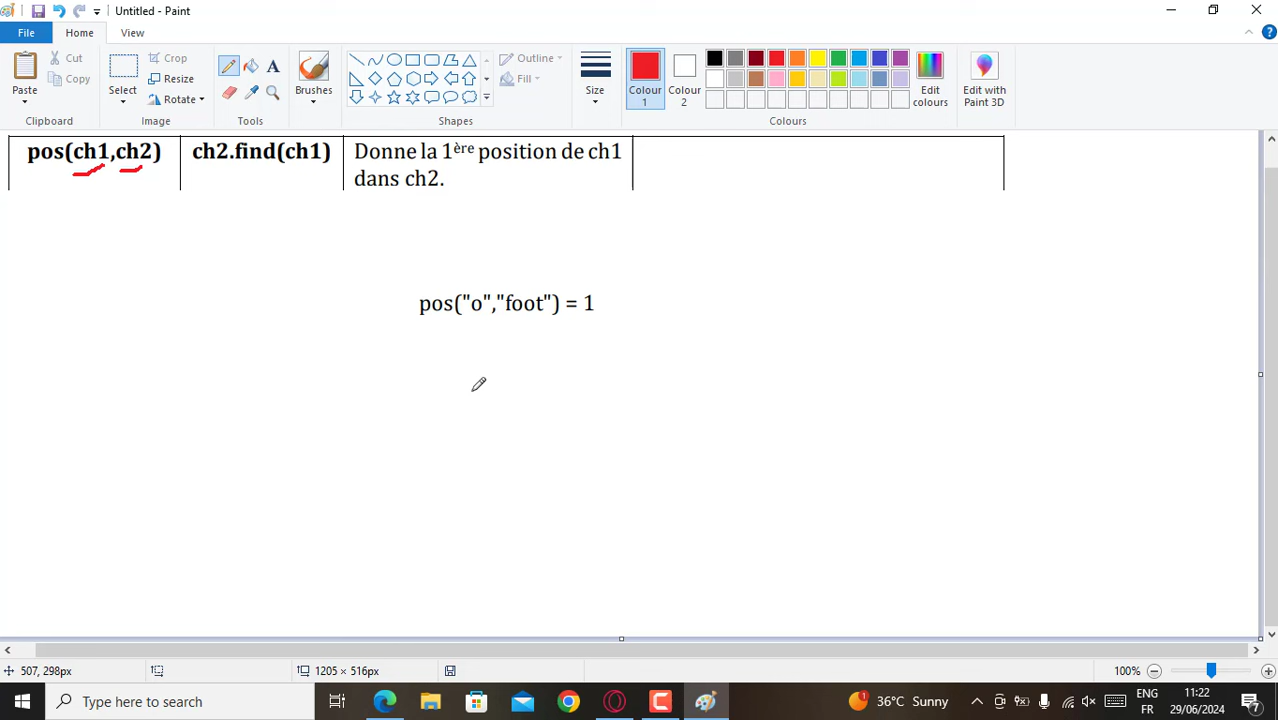 Untitled - Paint
File Home View
Paste Cut Copy
Clipboard
Select Crop Resize Rotate
Image
A
Tools
Brushes
Outline
Fill
Shapes
Size
Colour 1
Colour 2
Edit colours
Colours
Edit with Paint 3D
pos(ch1,ch2) ch2.find(ch1) Donne la 1ère position de ch1
dans ch2.
pos("o","foot") = 1
507, 298px 1205 × 516px 100%
Type here to search
1
36°C Sunny
ENG
FR
11:22
29/06/2024
7